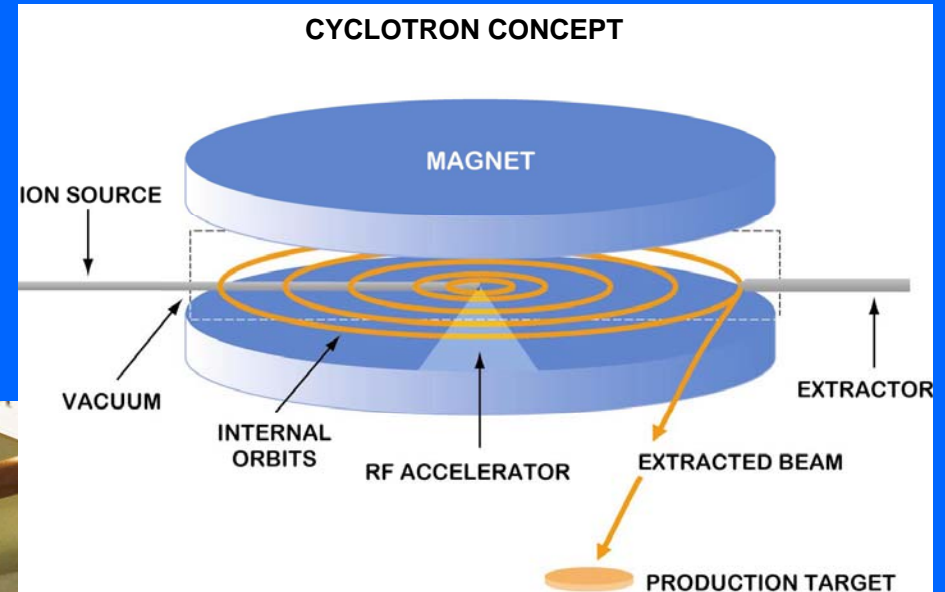 CYCLOTRON CONCEPT
MAGNET
ION SOURCE
VACUUM
INTERNAL
ORBITS
RF ACCELERATOR
EXTRACTOR
EXTRACTED BEAM
PRODUCTION TARGET